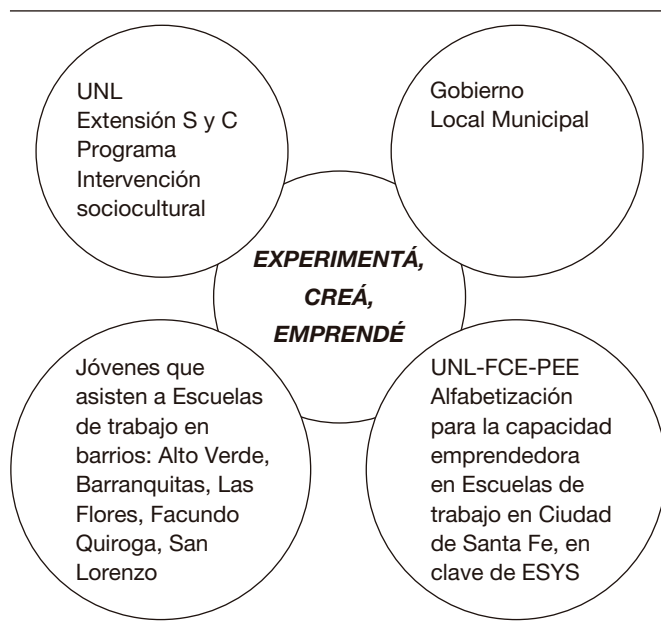 UNL
Extensión S y C
Programa
Intervención
sociocultural
Gobierno
Local Municipal
EXPERIMENTÁ,
CREÁ,
EMPRENDÉ
Jóvenes que
asisten a Escuelas
de trabajo en
barrios: Alto Verde,
Barranquitas, Las
Flores, Facundo
Quiroga, San
Lorenzo
UNL-FCE-PEE
Alfabetización
para la capacidad
emprendedora
en Escuelas de
trabajo en Ciudad
de Santa Fe, en
clave de ESYS